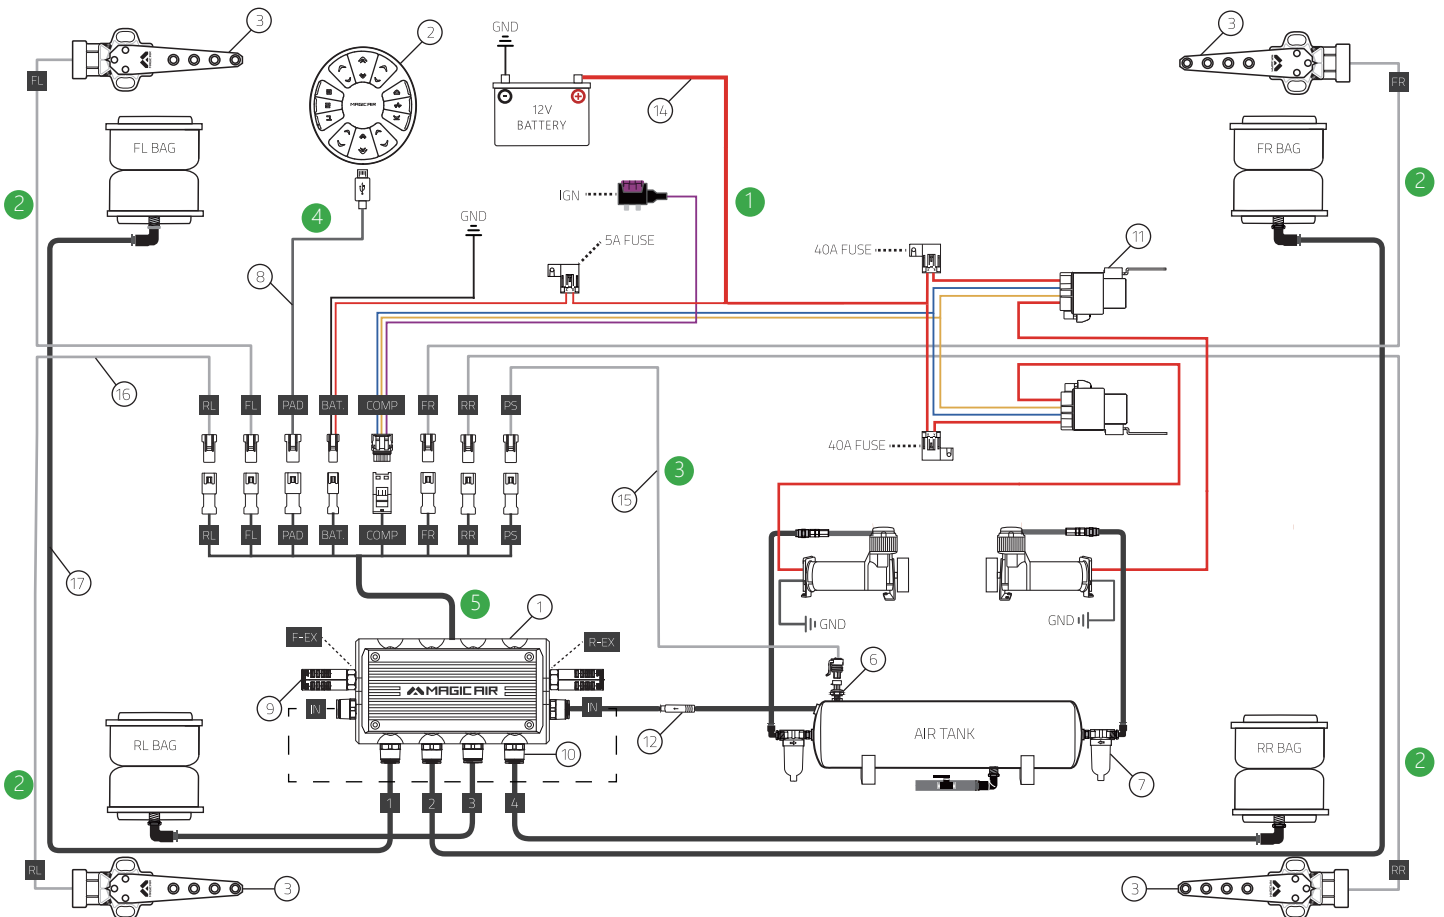 3
2
GND
3
FL
12V
BATTERY
14
FR
MAGIC AIR
FL BAG
FR BAG
2
4
IGN
1
2
GND
5A FUSE
40A FUSE
11
8
16
RL
FL
PAD
BAT.
COMP
FR
RR
PS
40A FUSE
3
15
RL
FL
PAD
BAT.
COMP
FR
RR
PS
17
5
1
F-EX
R-EX
GND
GND
6
MAGIC AIR
9
IN
IN
12
AIR TANK
RL BAG
RR BAG
10
2
2
7
1
2
3
4
RL
RR
3
3